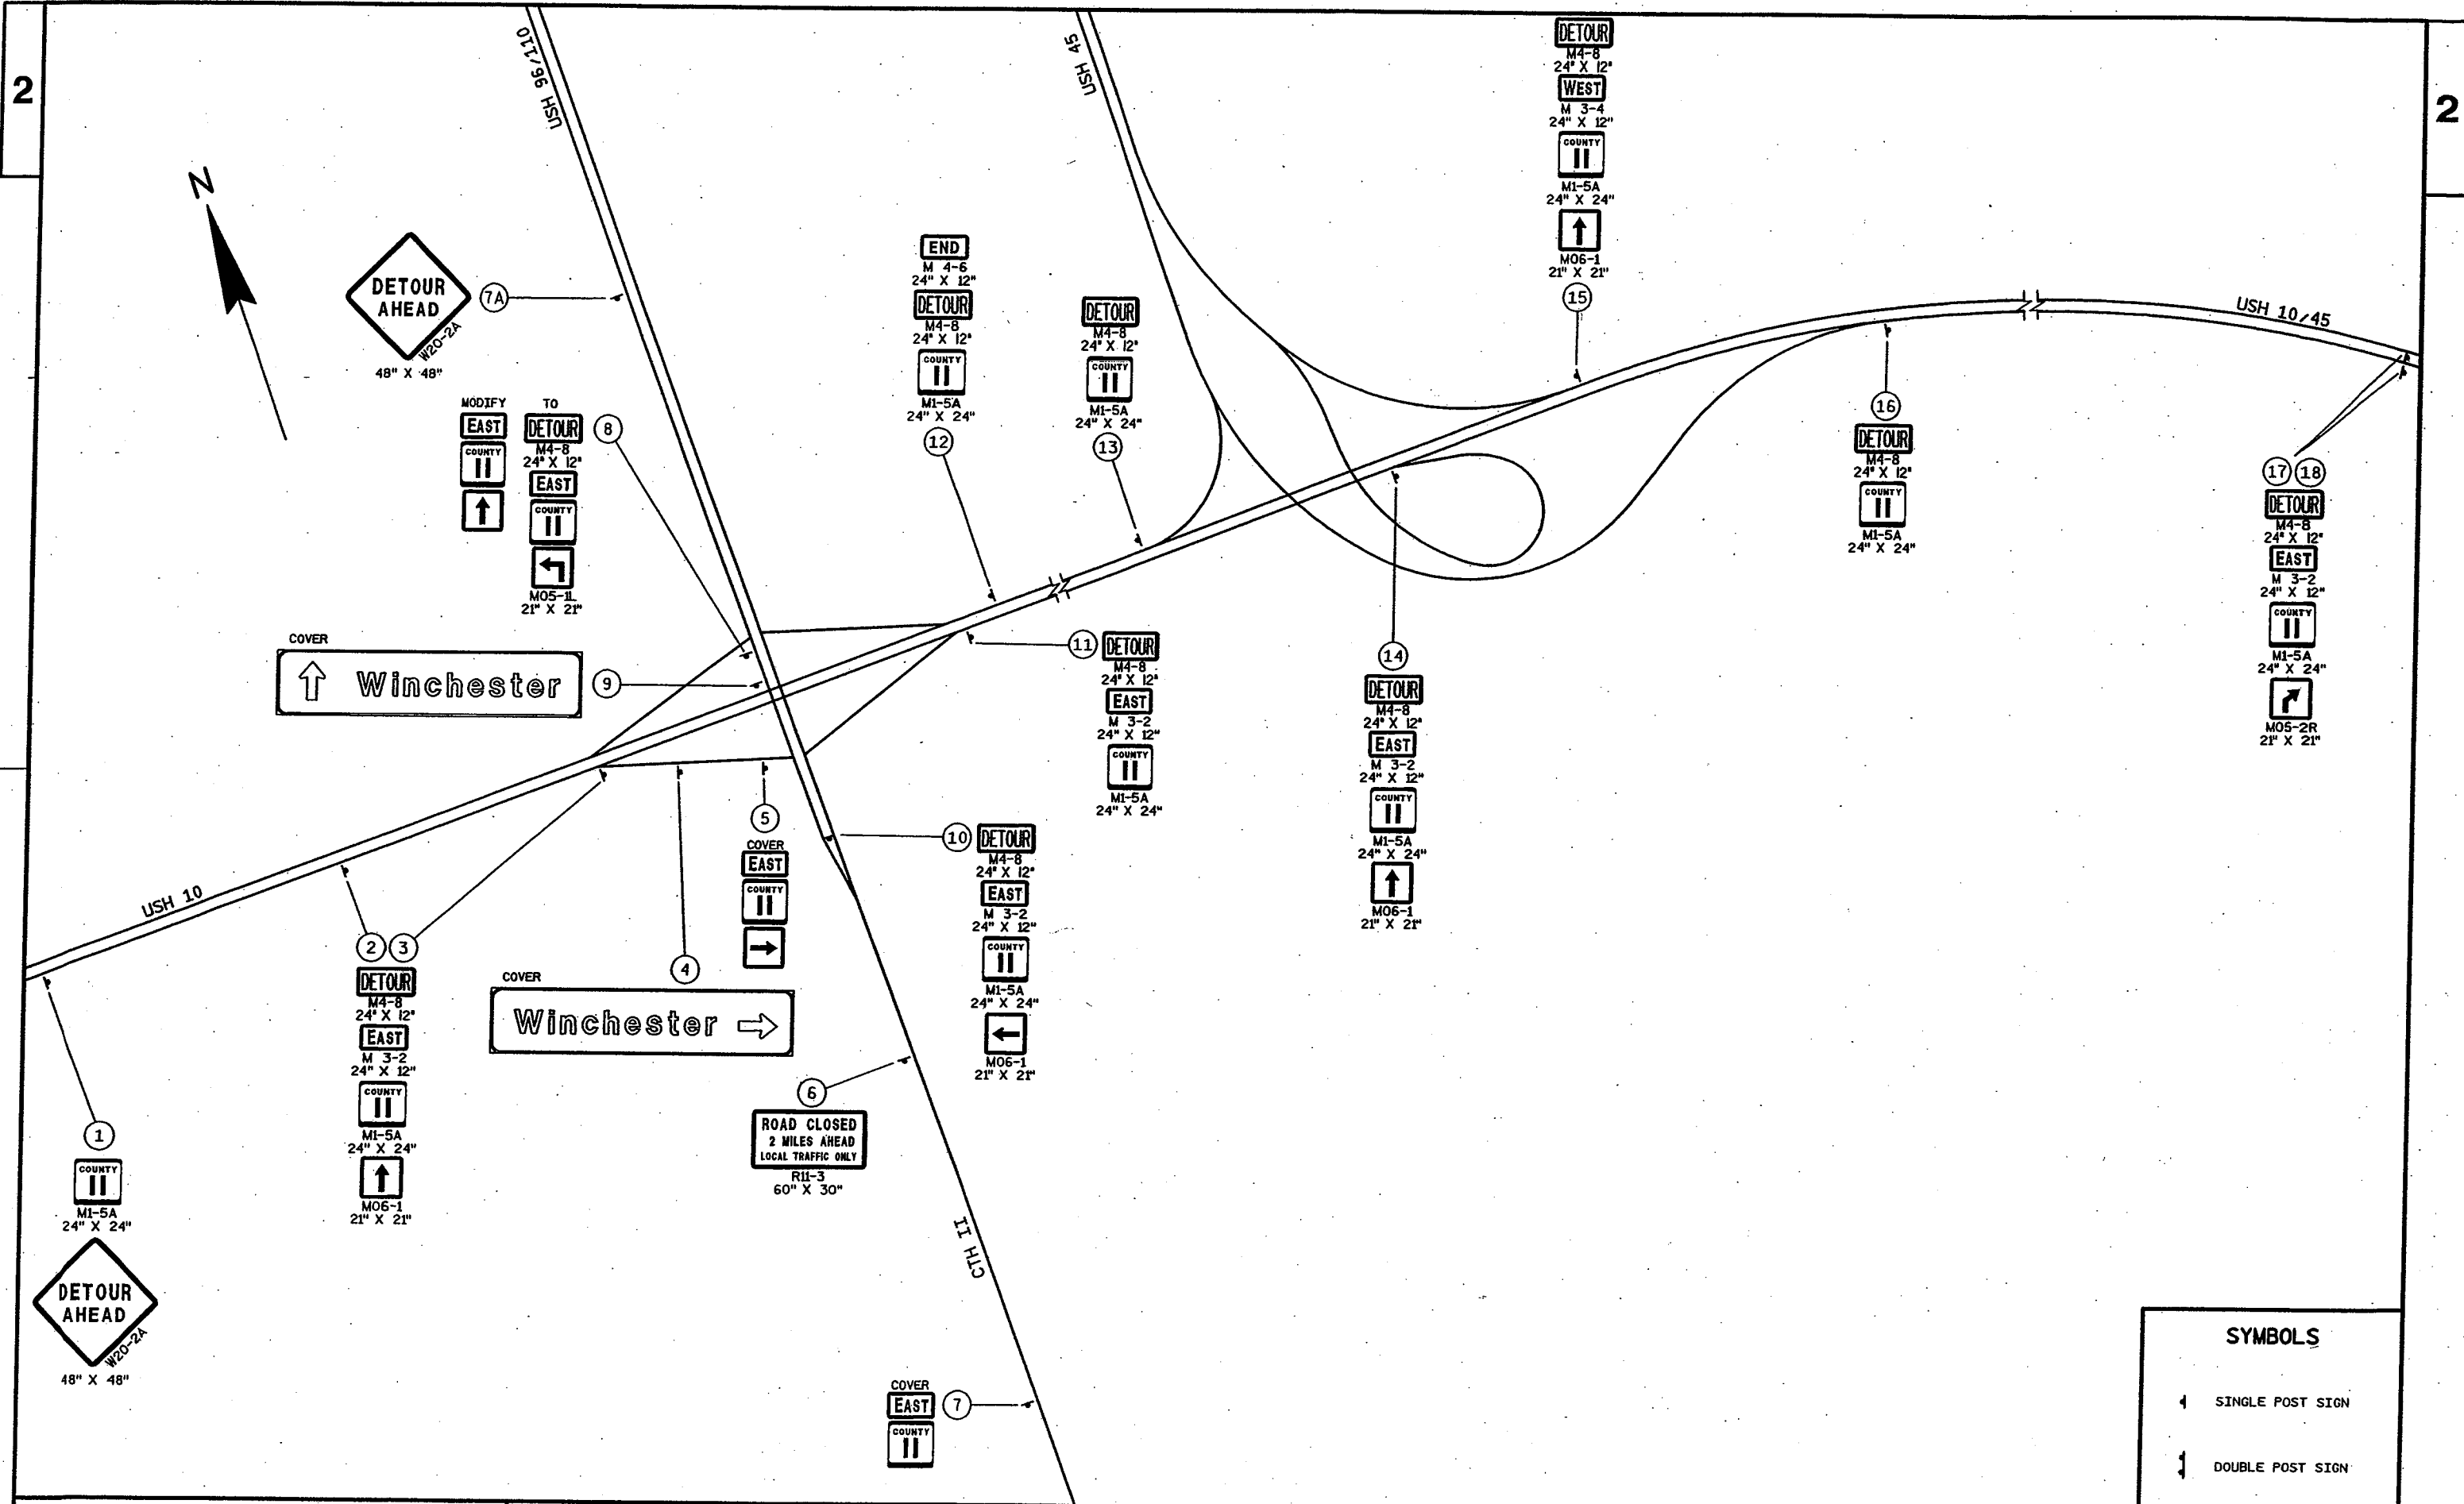 2
2
USH 96/110
USH 45
N
DETOUR
AHEAD
W20-2A
48" X 48"
7A
MODIFY
EAST
COUNTY
II
TO
DETOUR
M4-8
24" X 12"
EAST
COUNTY
II
M05-1L
21" X 21"
8
COVER
Winchester
9
END
M 4-6
24" X 12"
DETOUR
M4-8
24" X 12"
COUNTY
II
M1-5A
24" X 24"
12
DETOUR
M4-8
24" X 12"
COUNTY
II
M1-5A
24" X 24"
13
DETOUR
M4-8
24" X 12"
WEST
M 3-4
24" X 12"
COUNTY
II
M1-5A
24" X 24"
M06-1
21" X 21"
15
USH 10/45
16
DETOUR
M4-8
24" X 12"
COUNTY
II
M1-5A
24" X 24"
17 18
DETOUR
M4-8
24" X 12"
EAST
M 3-2
24" X 12"
COUNTY
II
M1-5A
24" X 24"
M05-2R
21" X 21"
11
DETOUR
M4-8
24" X 12"
EAST
M 3-2
24" X 12"
COUNTY
II
M1-5A
24" X 24"
14
DETOUR
M4-8
24" X 12"
EAST
M 3-2
24" X 12"
COUNTY
II
M1-5A
24" X 24"
M06-1
21" X 21"
USH 10
5
COVER
EAST
COUNTY
II
10
DETOUR
M4-8
24" X 12"
EAST
M 3-2
24" X 12"
COUNTY
II
M1-5A
24" X 24"
M06-1
21" X 21"
2 3
DETOUR
M4-8
24" X 12"
EAST
M 3-2
24" X 12"
COUNTY
II
M1-5A
24" X 24"
M06-1
21" X 21"
4
COVER
Winchester
6
ROAD CLOSED
2 MILES AHEAD
LOCAL TRAFFIC ONLY
R11-3
60" X 30"
1
COUNTY
II
M1-5A
24" X 24"
DETOUR
AHEAD
W20-2A
48" X 48"
CTH II
COVER
EAST
COUNTY
II
7
SYMBOLS
SINGLE POST SIGN
DOUBLE POST SIGN